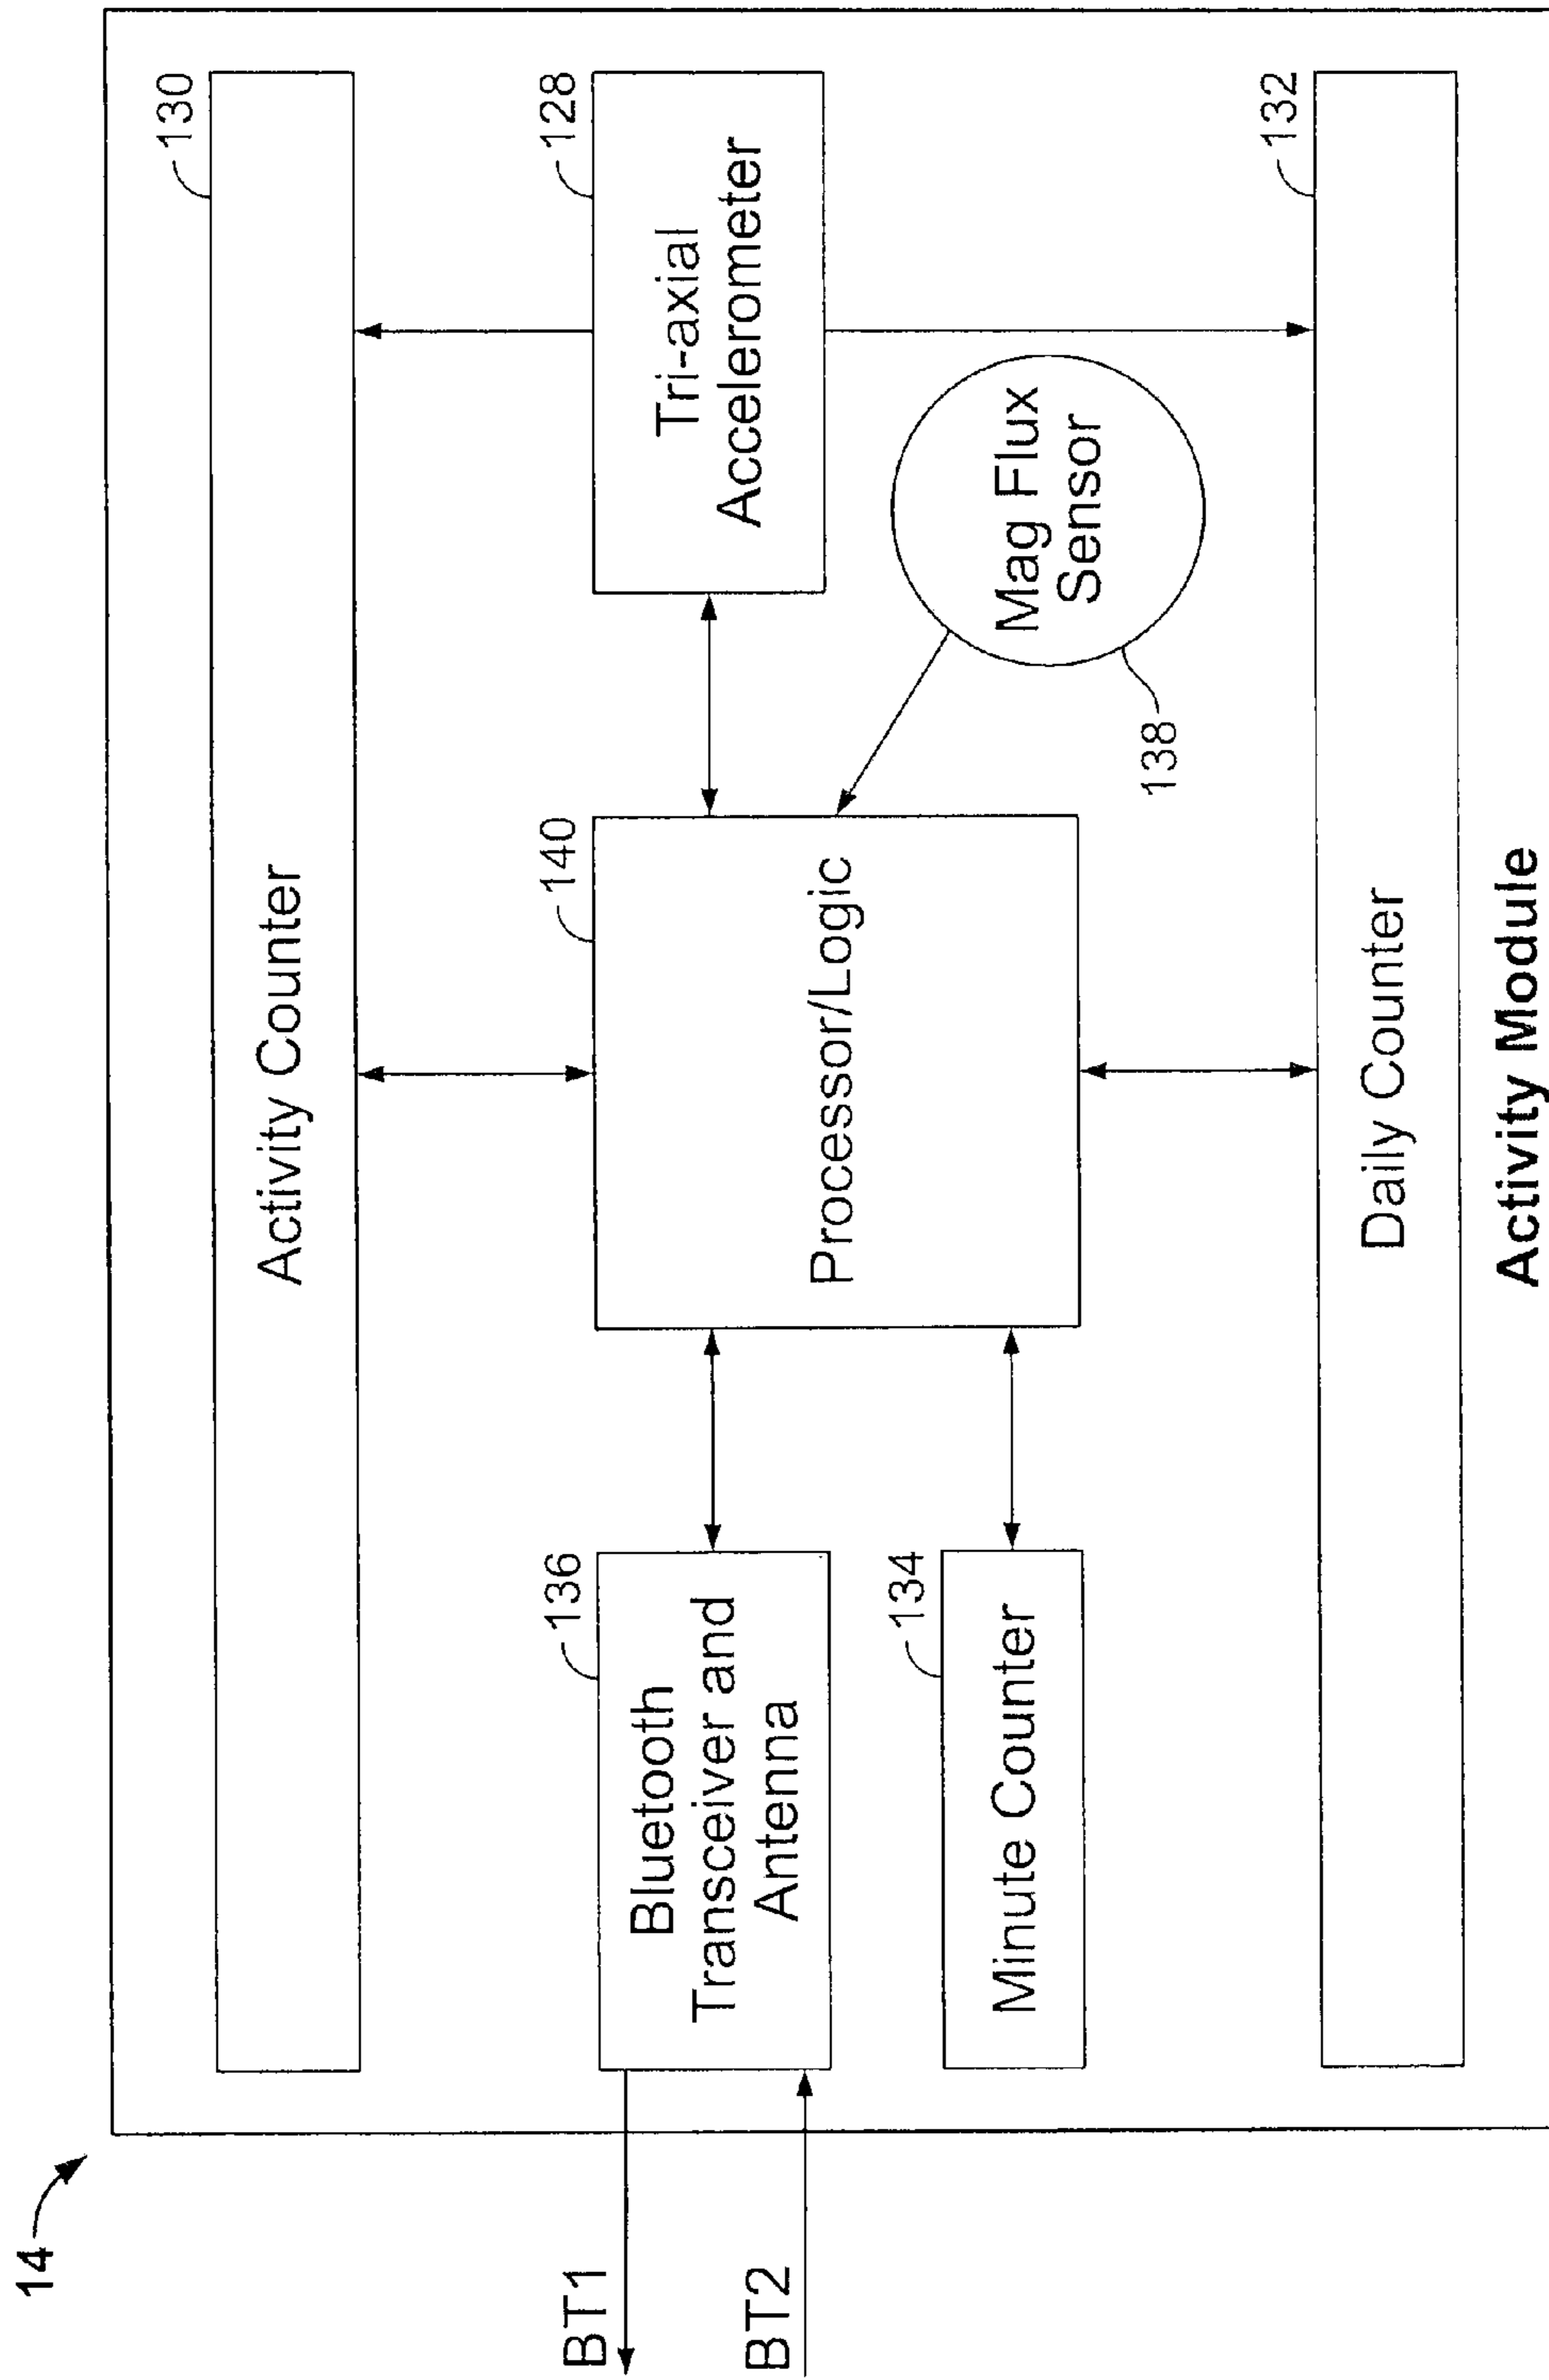 14
130
Activity Counter
136
Bluetooth
Transceiver and
Antenna
140
Processor/Logic
128
Tri-axial
Accelerometer
BT1
BT2
134
Minute Counter
Mag Flux
Sensor
138
132
Daily Counter
Activity Module